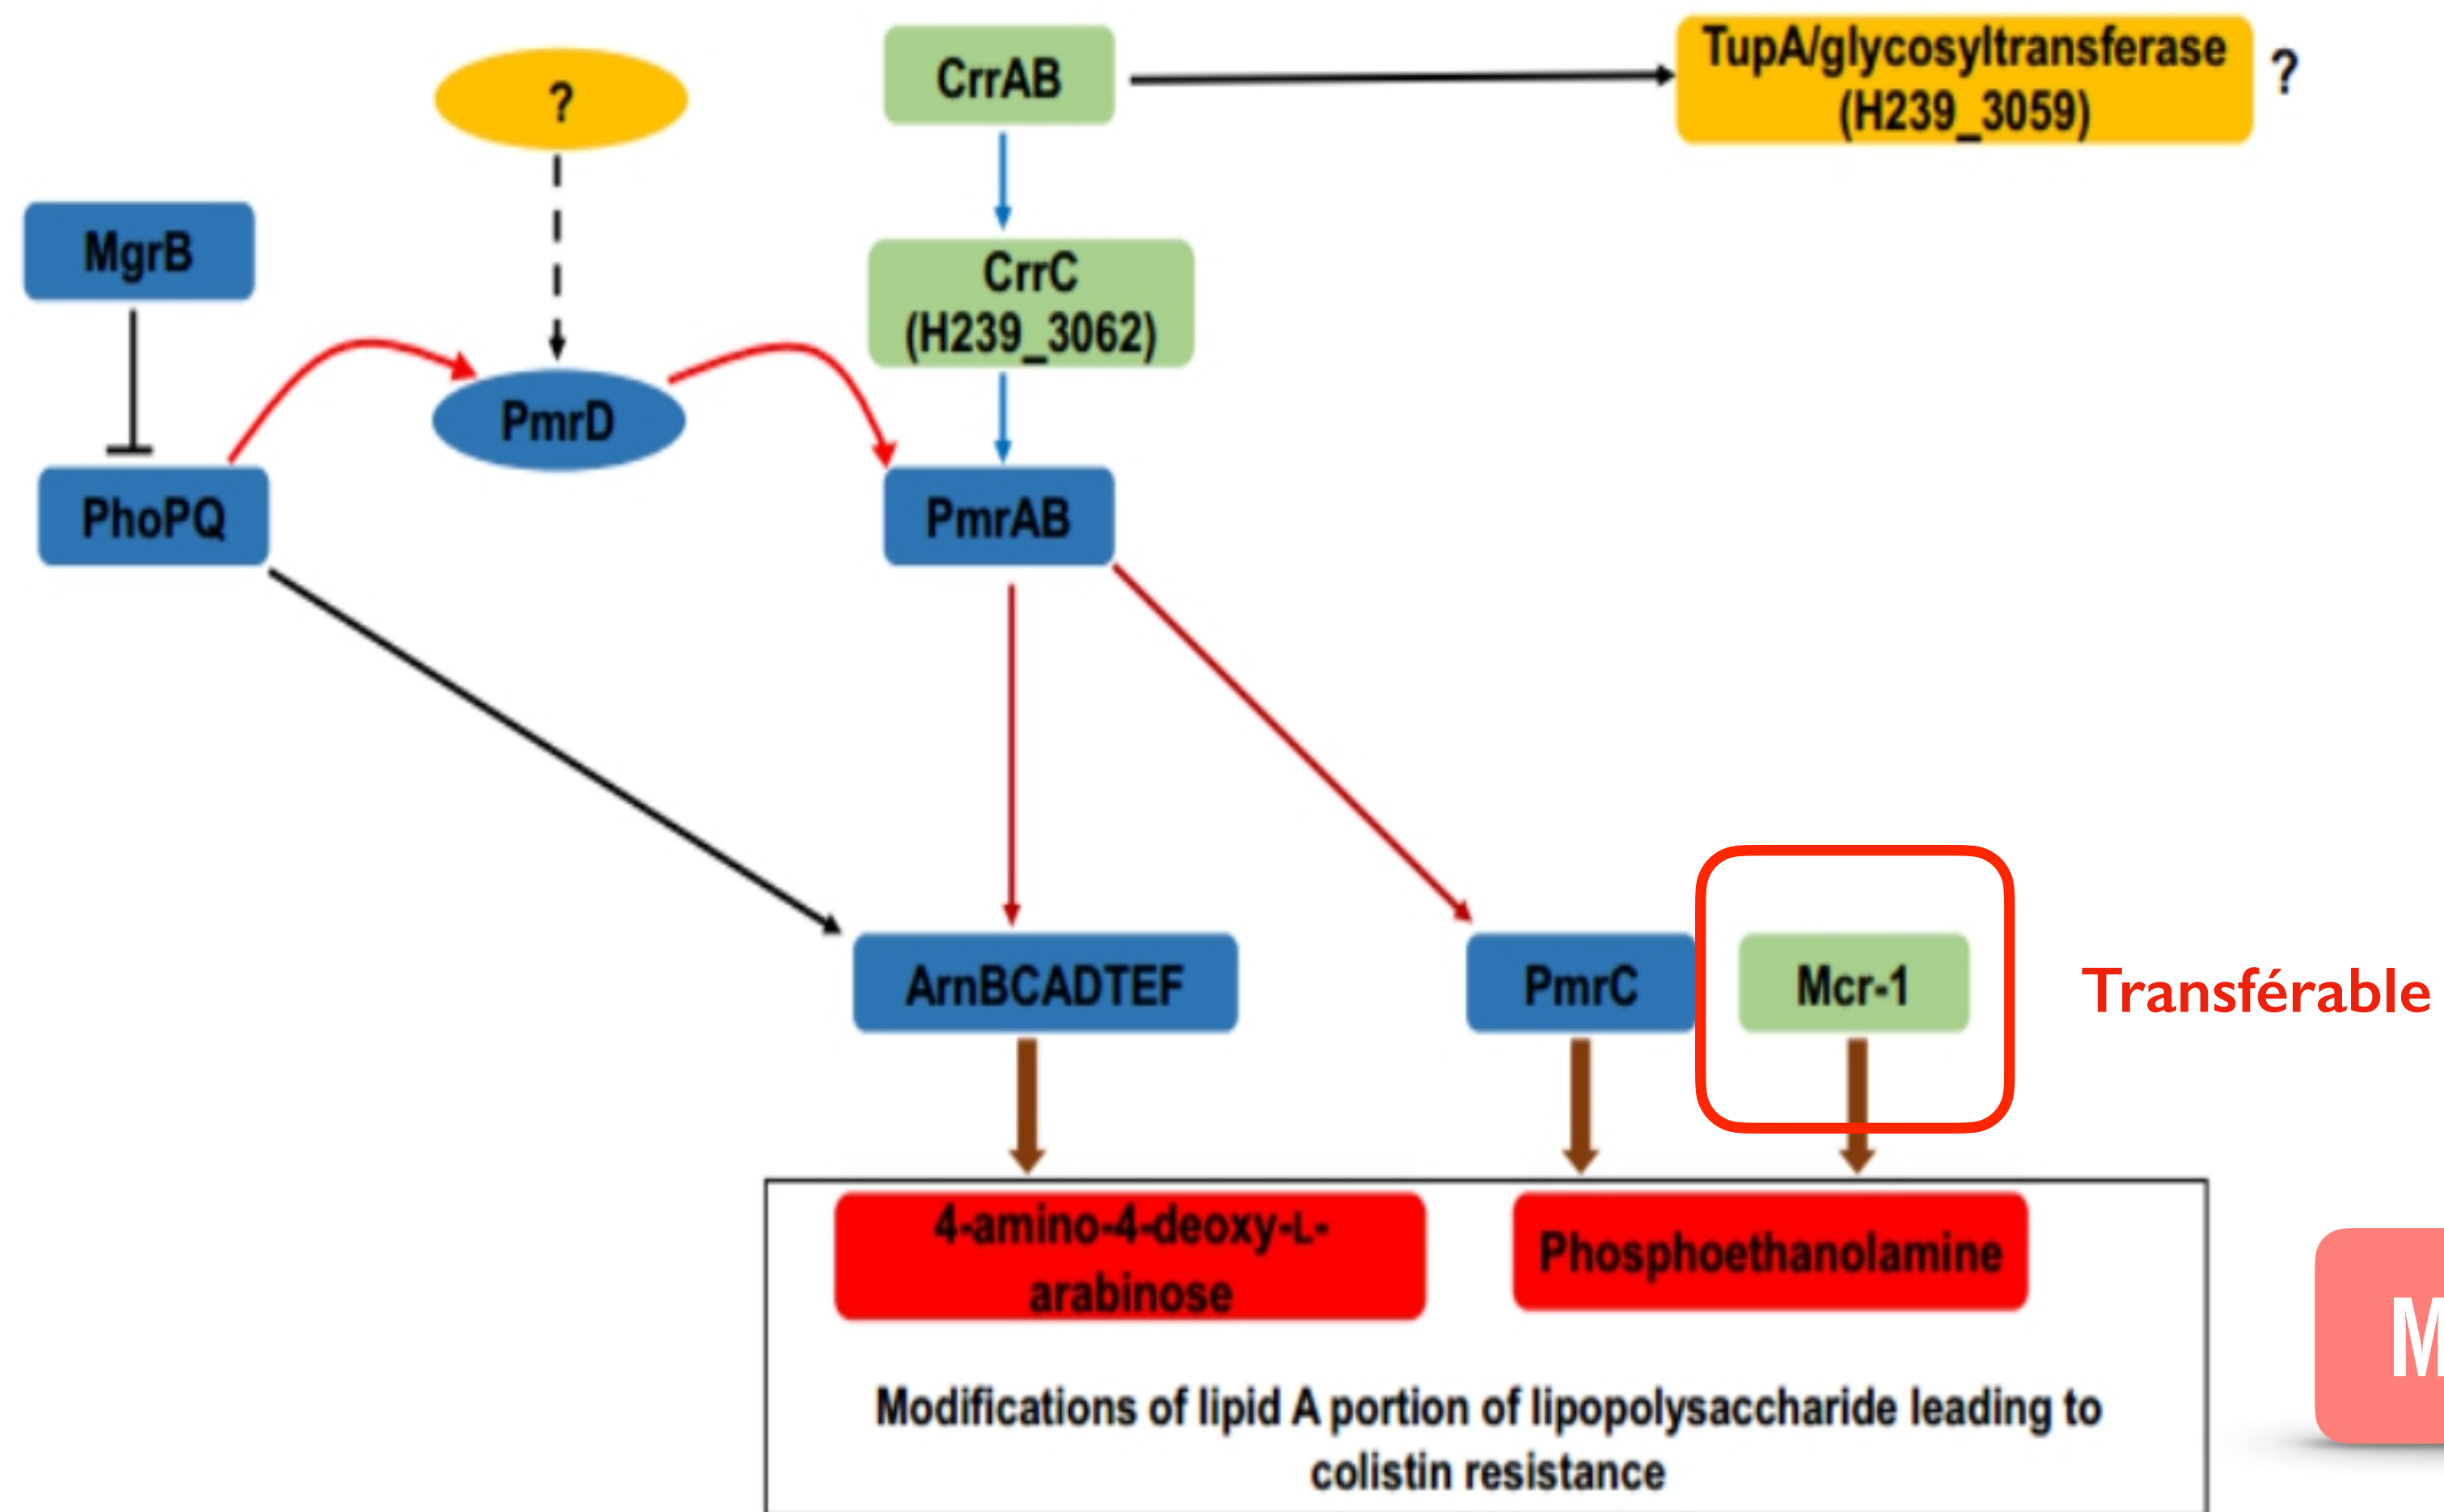 TupA/glycosyltransferase
(H239_3059)
?
CrrAB
?
MgrB
CrrC
(H239_3062)
PmrD
PhoPQ
PmrAB
ArnBCADTEF
PmrC
Mcr-1
Transférable
4-amino-4-deoxy-L-
arabinose
Phosphoethanolamine
M
Modifications of lipid A portion of lipopolysaccharide leading to
colistin resistance